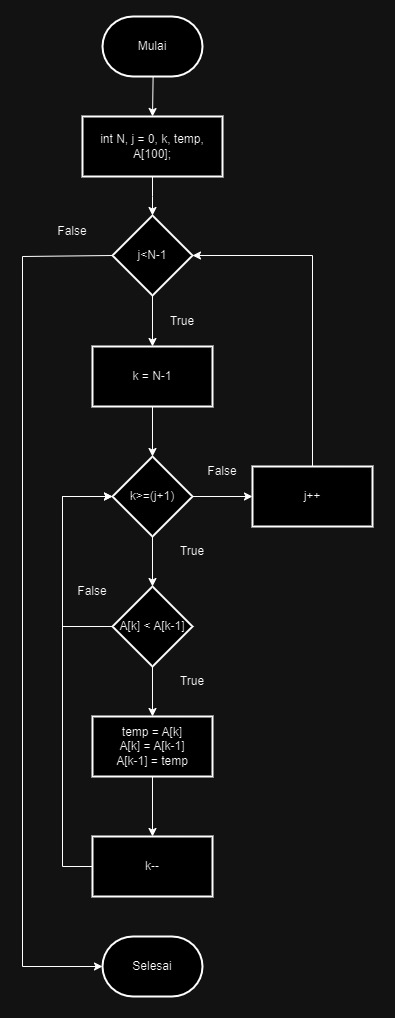 Mulai
int N, j = 0, k, temp,
A[100];
False
j<N-1
True
k = N-1
False
k>=(j+1)
j++
True
False
A[k] < A[k-1]
True
temp = A[k]
A[k] = A[k-1]
A[k-1] = temp
k--
Selesai